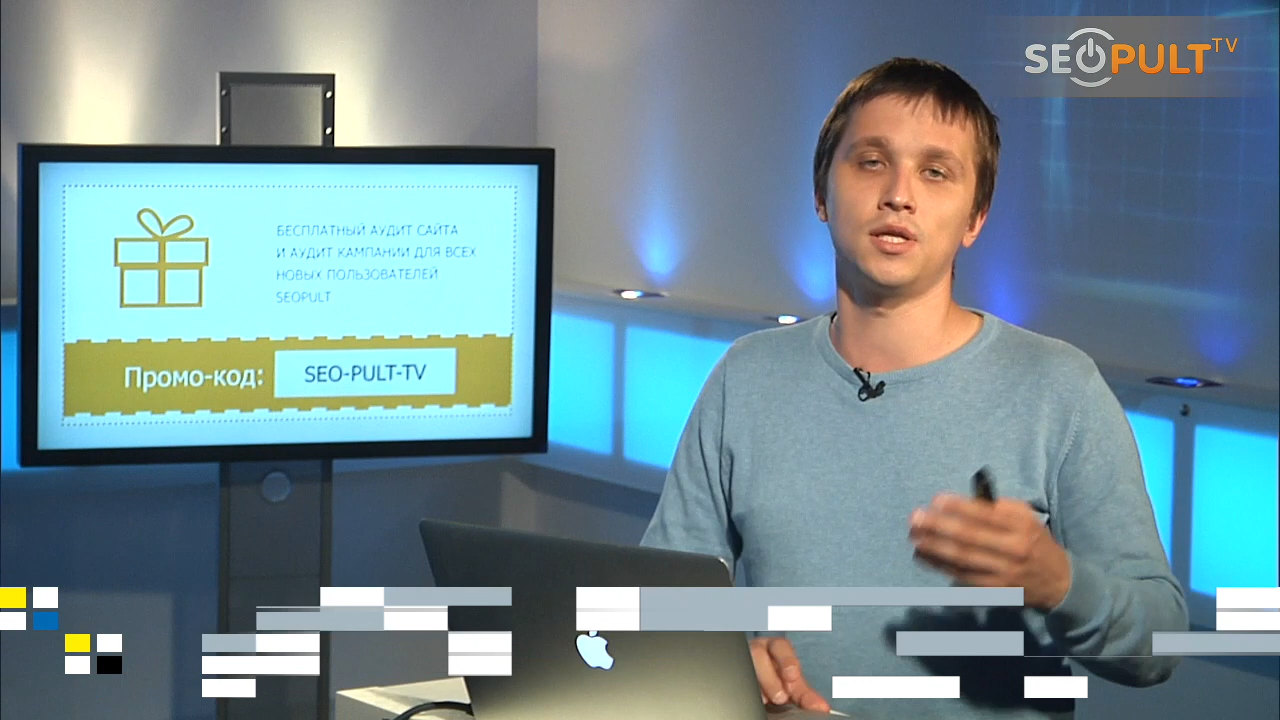 SEOPULT TV
БЕСПЛАТНЫЙ АУДИТ САЙТА
И АУДИТ КАМПАНИИ ДЛЯ ВСЕХ
НОВЫХ ПОЛЬЗОВАТЕЛЕЙ
SEOPULT
Промо-код: SEO-PULT-TV